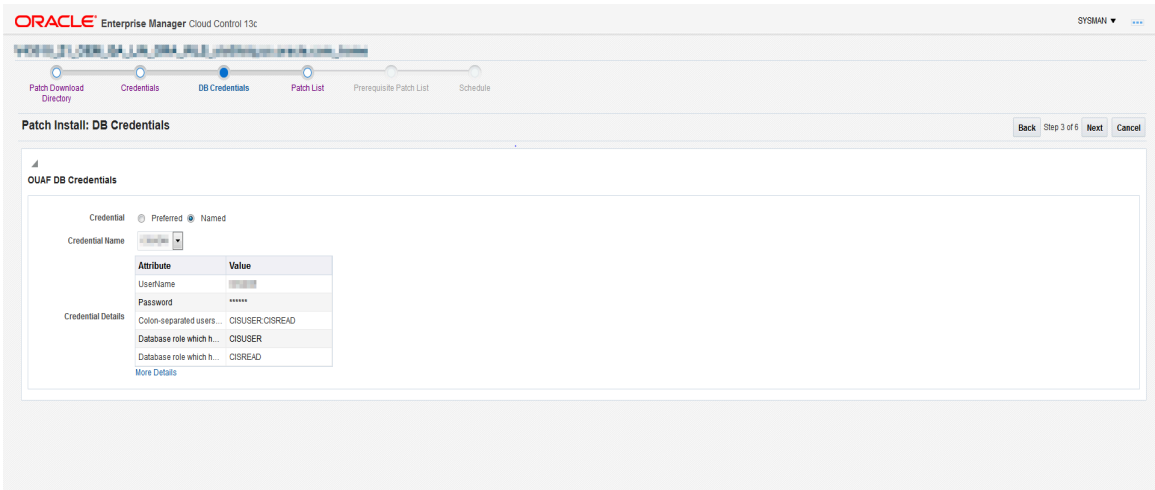 ORACLE® Enterprise Manager Cloud Control 13c
SYSMAN
Patch Download Directory
Credentials
DB Credentials
Patch List
Prerequisite Patch List
Schedule
Patch Install: DB Credentials
Back Step 3 of 6 Next Cancel
OUAF DB Credentials
Credential Preferred Named
Credential Name
Credential Details
Attribute Value
UserName
Password ******
Colon-separated users... CISUSER:CISREAD
Database role which h... CISUSER
Database role which h... CISREAD
More Details